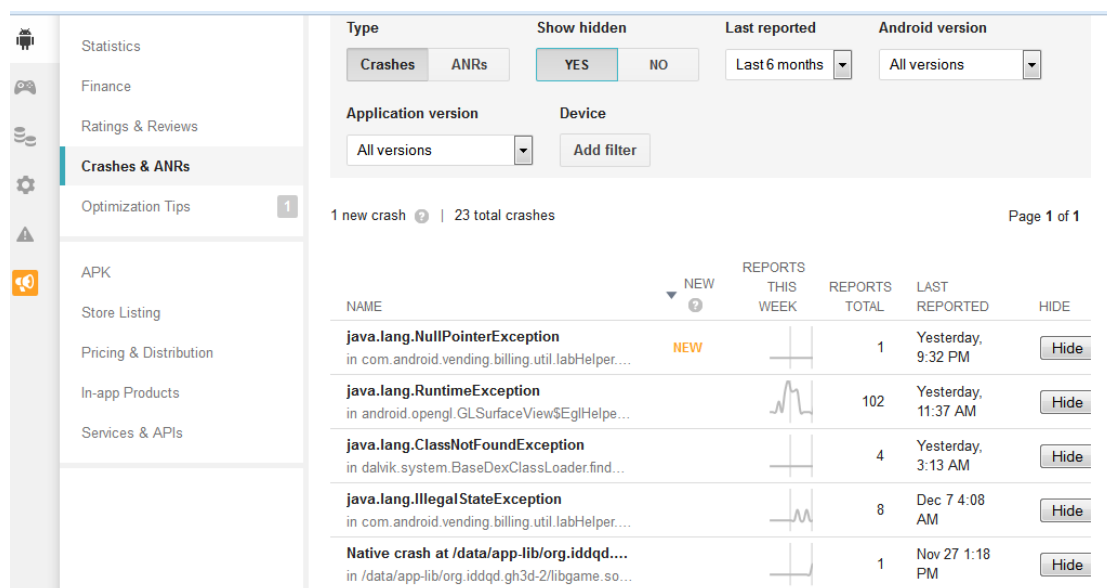 Statistics
Finance
Ratings & Reviews
Crashes & ANRs
Optimization Tips 1
APK
Store Listing
Pricing & Distribution
In-app Products
Services & APIs
Type Show hidden Last reported Android version
Crashes ANRs YES NO Last 6 months All versions
Application version Device
All versions Add filter
1 new crash ? | 23 total crashes Page 1 of 1
NAME NEW ? REPORTS THIS WEEK REPORTS TOTAL LAST REPORTED HIDE
java.lang.NullPointerException NEW 1 Yesterday, 9:32 PM Hide
in com.android.vending.billing.util.IabHelper....
java.lang.RuntimeException 102 Yesterday, 11:37 AM Hide
in android.opengl.GLSurfaceView$EglHelpe...
java.lang.ClassNotFoundException 4 Yesterday, 3:13 AM Hide
in dalvik.system.BaseDexClassLoader.find...
java.lang.IllegalStateException 8 Dec 7 4:08 AM Hide
in com.android.vending.billing.util.IabHelper....
Native crash at /data/app-lib/org.iddqd.... 1 Nov 27 1:18 PM Hide
in /data/app-lib/org.iddqd.gh3d-2/libgame.so...